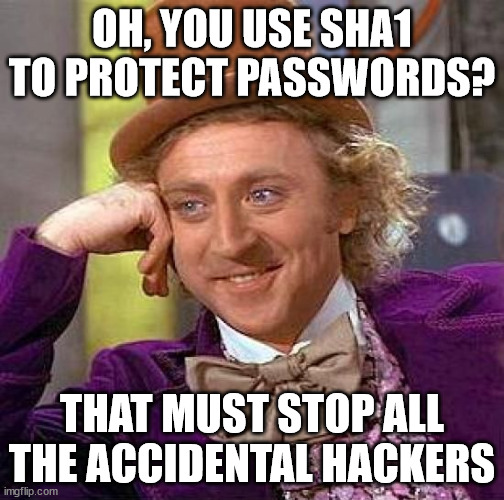 OH, YOU USE SHA1
TO PROTECT PASSWORDS?
THAT MUST STOP ALL
THE ACCIDENTAL HACKERS
imgflip.com